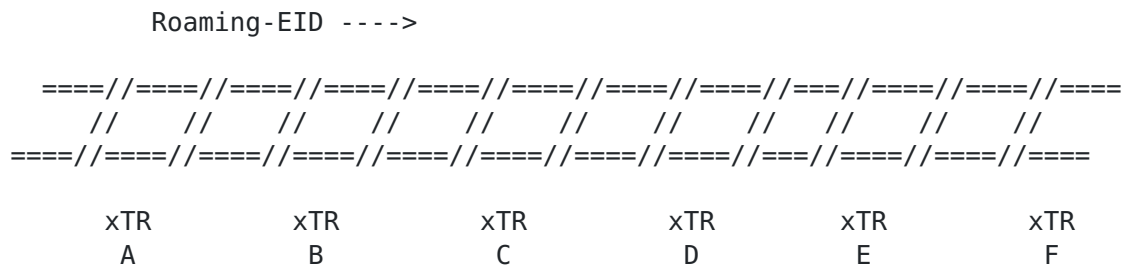 Roaming-EID ---->
====//====//====//====//====//====//====//====//===//====//====//====
// // // // // // // // // // //
====//====//====//====//====//====//====//====//===//====//====//====
xTR xTR xTR xTR xTR xTR
A B C D E F